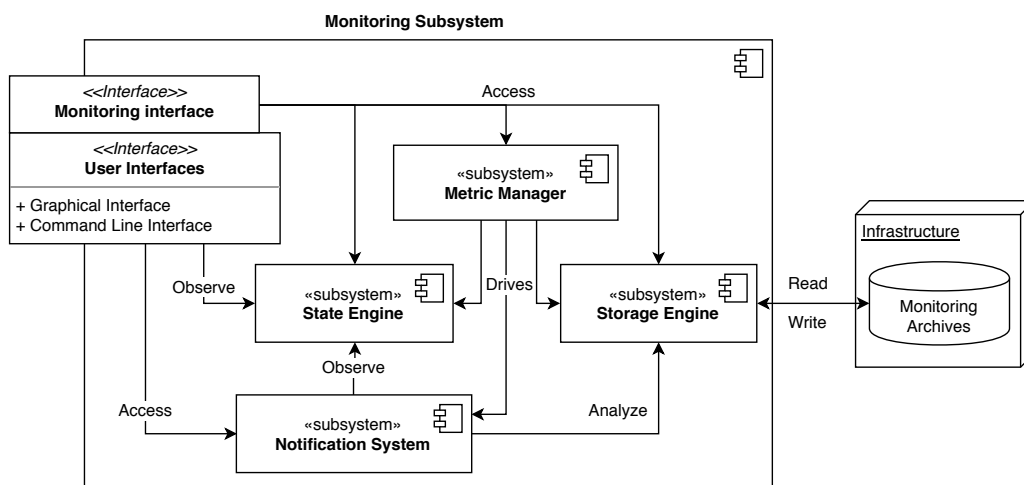 Monitoring Subsystem
<<Interface>>
Monitoring interface
Access
<<Interface>>
User Interfaces
+ Graphical Interface
+ Command Line Interface
«subsystem»
Metric Manager
Infrastructure
Observe
«subsystem»
State Engine
Drives
«subsystem»
Storage Engine
Read
Write
Monitoring
Archives
Observe
Access
«subsystem»
Notification System
Analyze